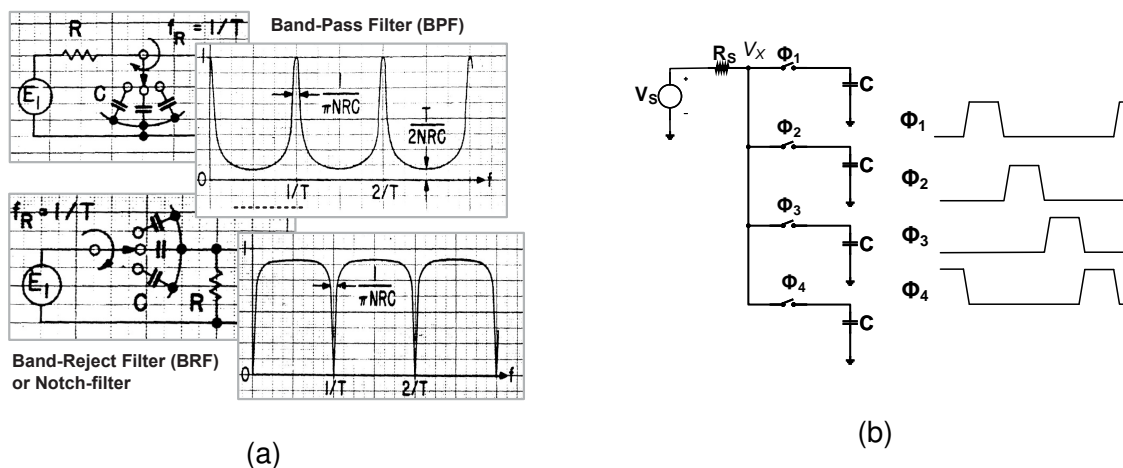 R
f_R = 1/T
E_1
C
Band-Pass Filter (BPF)
1
1
πNRC
T
2NRC
0
1/T
2/T
f
f_R = 1/T
E_1
C
R
1
1
πNRC
0
1/T
2/T
f
Band-Reject Filter (BRF)
or Notch-filter
(a)
R_S
V_X
Φ_1
V_S
+
-
C
Φ_2
C
Φ_3
C
Φ_4
C
Φ_1
Φ_2
Φ_3
Φ_4
(b)